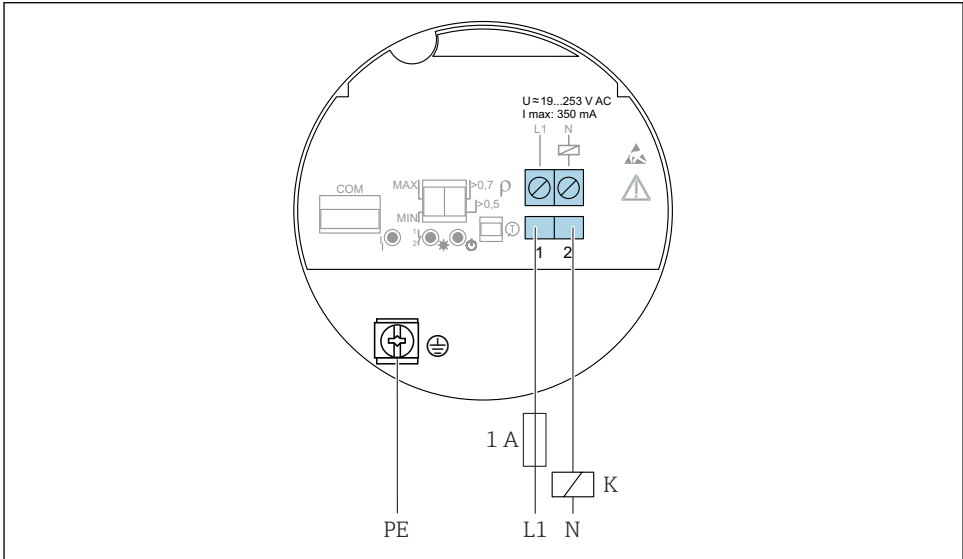 U≈19...253 V AC
I max: 350 mA
L1 N
COM
MAX >0,7 ρ
>0,5
MIN
1
2
T
1 2
1 A
K
PE L1 N